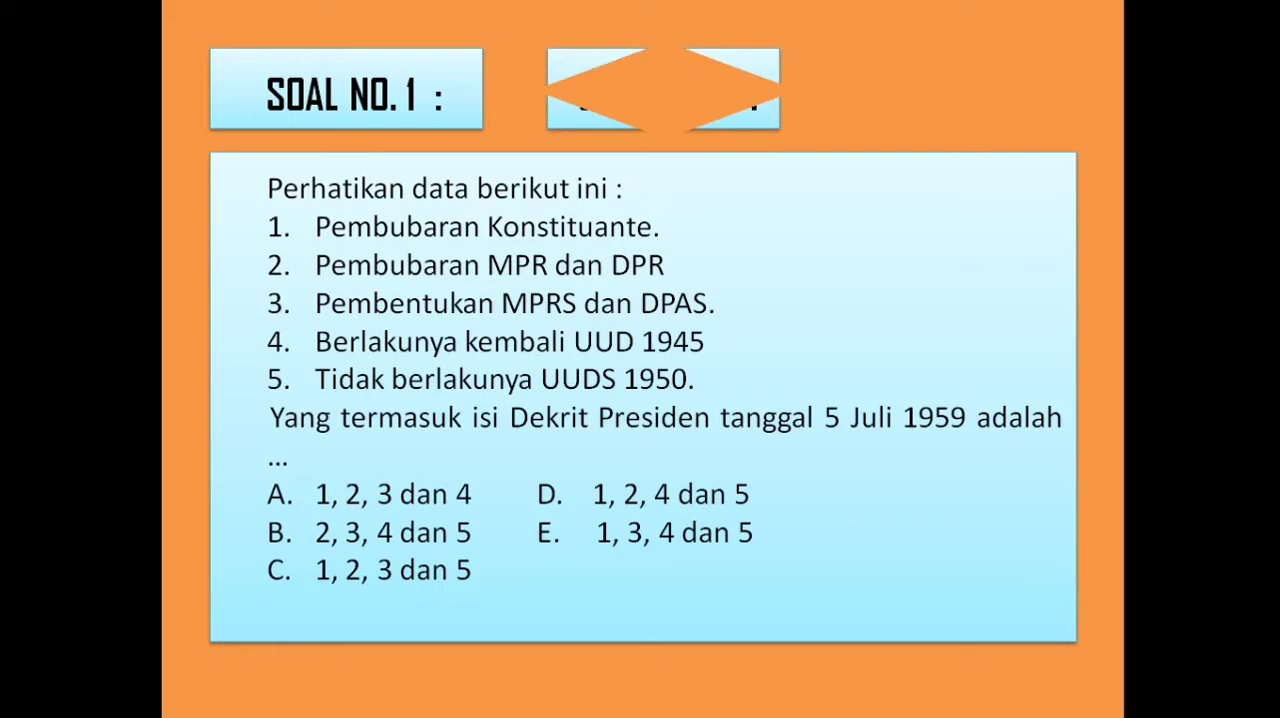 SOAL NO. 1 :
Perhatikan data berikut ini :
1. Pembubaran Konstituante.
2. Pembubaran MPR dan DPR
3. Pembentukan MPRS dan DPAS.
4. Berlakunya kembali UUD 1945
5. Tidak berlakunya UUDS 1950.
Yang termasuk isi Dekrit Presiden tanggal 5 Juli 1959 adalah
...
A. 1, 2, 3 dan 4 D. 1, 2, 4 dan 5
B. 2, 3, 4 dan 5 E. 1, 3, 4 dan 5
C. 1, 2, 3 dan 5